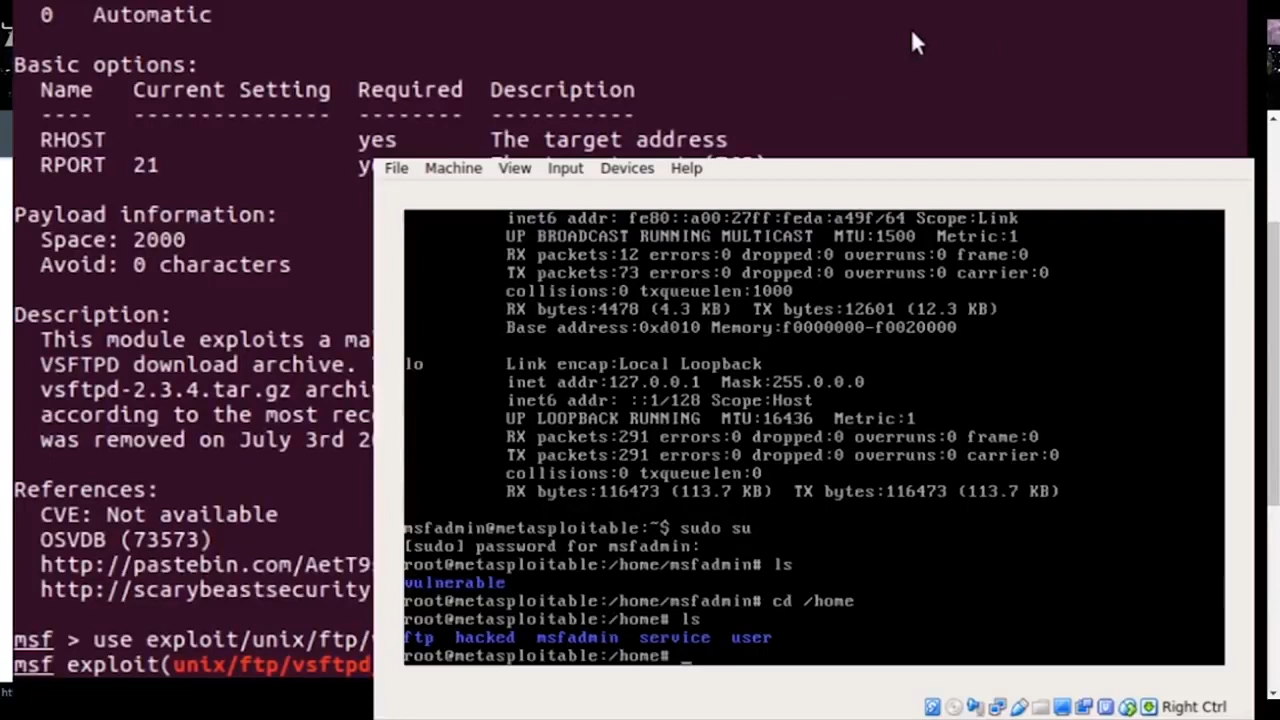 0 Automatic
Basic options:
Name Current Setting Required Description
---- --------------- -------- -----------
RHOST yes The target address
RPORT 21
Payload information:
Space: 2000
Avoid: 0 characters
Description:
This module exploits a
VSFTPD download archive.
vsftpd-2.3.4.tar.gz
according to the most
was removed on July 3rd
References:
CVE: Not available
OSVDB (73573)
http://pastebin.com/AetT9
http://scarybeastsecurity
msf > use exploit/unix/ftp/
msf exploit(unix/ftp/vsftpd
File Machine View Input Devices Help
inet6 addr: fe80::a00:27ff:feda:a49f/64 Scope:Link
UP BROADCAST RUNNING MULTICAST MTU:1500 Metric:1
RX packets:12 errors:0 dropped:0 overruns:0 frame:0
TX packets:73 errors:0 dropped:0 overruns:0 carrier:0
collisions:0 txqueuelen:1000
RX bytes:4478 (4.3 KB) TX bytes:12601 (12.3 KB)
Base address:0xd010 Memory:f0000000-f0020000
lo Link encap:Local Loopback
inet addr:127.0.0.1 Mask:255.0.0.0
inet6 addr: ::1/128 Scope:Host
UP LOOPBACK RUNNING MTU:16436 Metric:1
RX packets:291 errors:0 dropped:0 overruns:0 frame:0
TX packets:291 errors:0 dropped:0 overruns:0 carrier:0
collisions:0 txqueuelen:0
RX bytes:116473 (113.7 KB) TX bytes:116473 (113.7 KB)
msfadmin@metasploitable:~$ sudo su
[sudo] password for msfadmin:
root@metasploitable:/home/msfadmin# ls
vulnerable
root@metasploitable:/home/msfadmin# cd /home
root@metasploitable:/home# ls
ftp hacked msfadmin service user
root@metasploitable:/home# _
Right Ctrl